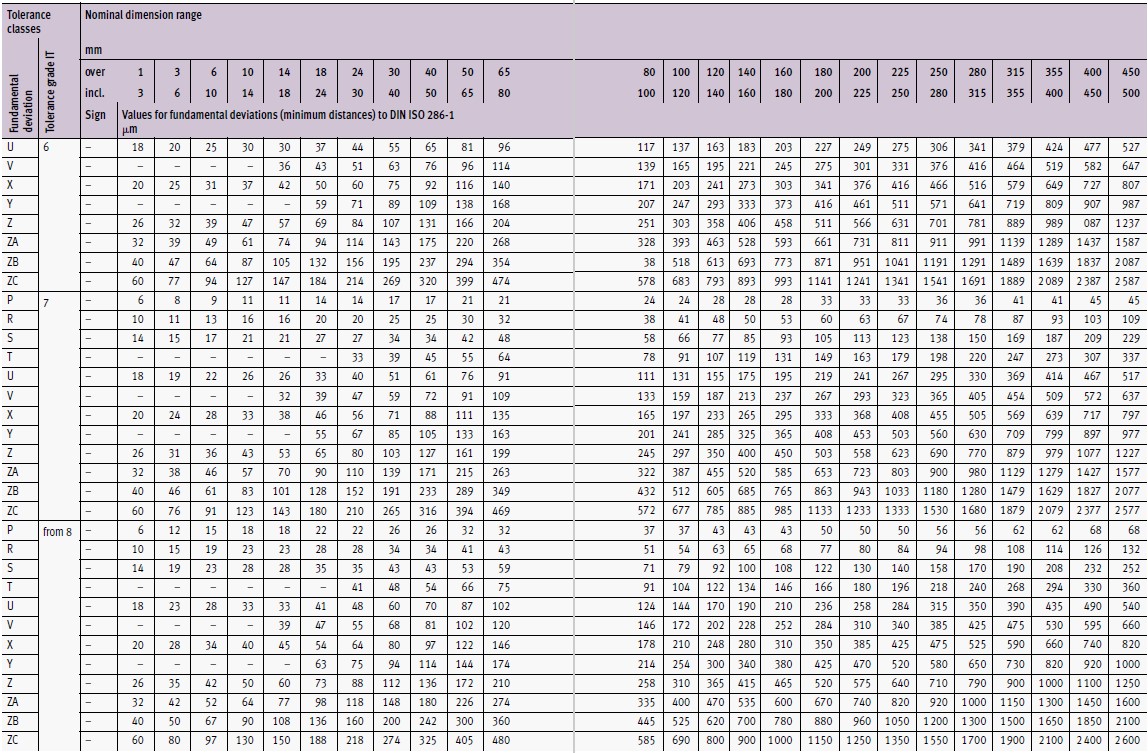 Tolerance classes Nominal dimension range
mm
Fundamental deviation Tolerance grade IT
over 1 3 6 10 14 18 24 30 40 50 65 80 100 120 140 160 180 200 225 250 280 315 355 400 450
incl. 3 6 10 14 18 24 30 40 50 65 80 100 120 140 160 180 200 225 250 280 315 355 400 450 500
Sign Values for fundamental deviations (minimum distances) to DIN ISO 286-1
µm
U 6 – 18 20 25 30 30 37 44 55 65 81 96 117 137 163 183 203 227 249 275 306 341 379 424 477 527
V – – – – – 36 43 51 63 76 96 114 139 165 195 221 245 275 301 331 376 416 464 519 582 647
X – 20 25 31 37 42 50 60 75 92 116 140 171 203 241 273 303 341 376 416 466 516 579 649 727 807
Y – – – – – – 59 71 89 109 138 168 207 247 293 333 373 416 461 511 571 641 719 809 907 987
Z – 26 32 39 47 57 69 84 107 131 166 204 251 303 358 406 458 511 566 631 701 781 889 989 087 1237
ZA – 32 39 49 61 74 94 114 143 175 220 268 328 393 463 528 593 661 731 811 911 991 1139 1289 1437 1587
ZB – 40 47 64 87 105 132 156 195 237 294 354 38 518 613 693 773 871 951 1041 1191 1291 1489 1639 1837 2087
ZC – 60 77 94 127 147 184 214 269 320 399 474 578 683 793 893 993 1141 1241 1341 1541 1691 1889 2089 2387 2587
P 7 – 6 8 9 11 11 14 14 17 17 21 21 24 24 28 28 28 33 33 33 36 36 41 41 45 45
R – 10 11 13 16 16 20 20 25 25 30 32 38 41 48 50 53 60 63 67 74 78 87 93 103 109
S – 14 15 17 21 21 27 27 34 34 42 48 58 66 77 85 93 105 113 123 138 150 169 187 209 229
T – – – – – – – 33 39 45 55 64 78 91 107 119 131 149 163 179 198 220 247 273 307 337
U – 18 19 22 26 26 33 40 51 61 76 91 111 131 155 175 195 219 241 267 295 330 369 414 467 517
V – – – – – 32 39 47 59 72 91 109 133 159 187 213 237 267 293 323 365 405 454 509 572 637
X – 20 24 28 33 38 46 56 71 88 111 135 165 197 233 265 295 333 368 408 455 505 569 639 717 797
Y – – – – – – 55 67 85 105 133 163 201 241 285 325 365 408 453 503 560 630 709 799 897 977
Z – 26 31 36 43 53 65 80 103 127 161 199 245 297 350 400 450 503 558 623 690 770 879 979 1077 1227
ZA – 32 38 46 57 70 90 110 139 171 215 263 322 387 455 520 585 653 723 803 900 980 1129 1279 1427 1577
ZB – 40 46 61 83 101 128 152 191 233 289 349 432 512 605 685 765 863 943 1033 1180 1280 1479 1629 1827 2077
ZC – 60 76 91 123 143 180 210 265 316 394 469 572 677 785 885 985 1133 1233 1333 1530 1680 1879 2079 2377 2577
P from 8 – 6 12 15 18 18 22 22 26 26 32 32 37 37 43 43 43 50 50 50 56 56 62 62 68 68
R – 10 15 19 23 23 28 28 34 34 41 43 51 54 63 65 68 77 80 84 94 98 108 114 126 132
S – 14 19 23 28 28 35 35 43 43 53 59 71 79 92 100 108 122 130 140 158 170 190 208 232 252
T – – – – – – – 41 48 54 66 75 91 104 122 134 146 166 180 196 218 240 268 294 330 360
U – 18 23 28 33 33 41 48 60 70 87 102 124 144 170 190 210 236 258 284 315 350 390 435 490 540
V – – – – – 39 47 55 68 81 102 120 146 172 202 228 252 284 310 340 385 425 475 530 595 660
X – 20 28 34 40 45 54 64 80 97 122 146 178 210 248 280 310 350 385 425 475 525 590 660 740 820
Y – – – – – – 63 75 94 114 144 174 214 254 300 340 380 425 470 520 580 650 730 820 920 1000
Z – 26 35 42 50 60 73 88 112 136 172 210 258 310 365 415 465 520 575 640 710 790 900 1000 1100 1250
ZA – 32 42 52 64 77 98 118 148 180 226 274 335 400 470 535 600 670 740 820 920 1000 1150 1300 1450 1600
ZB – 40 50 67 90 108 136 160 200 242 300 360 445 525 620 700 780 880 960 1050 1200 1300 1500 1650 1850 2100
ZC – 60 80 97 130 150 188 218 274 325 405 480 585 690 800 900 1000 1150 1250 1350 1550 1700 1900 2100 2400 2600